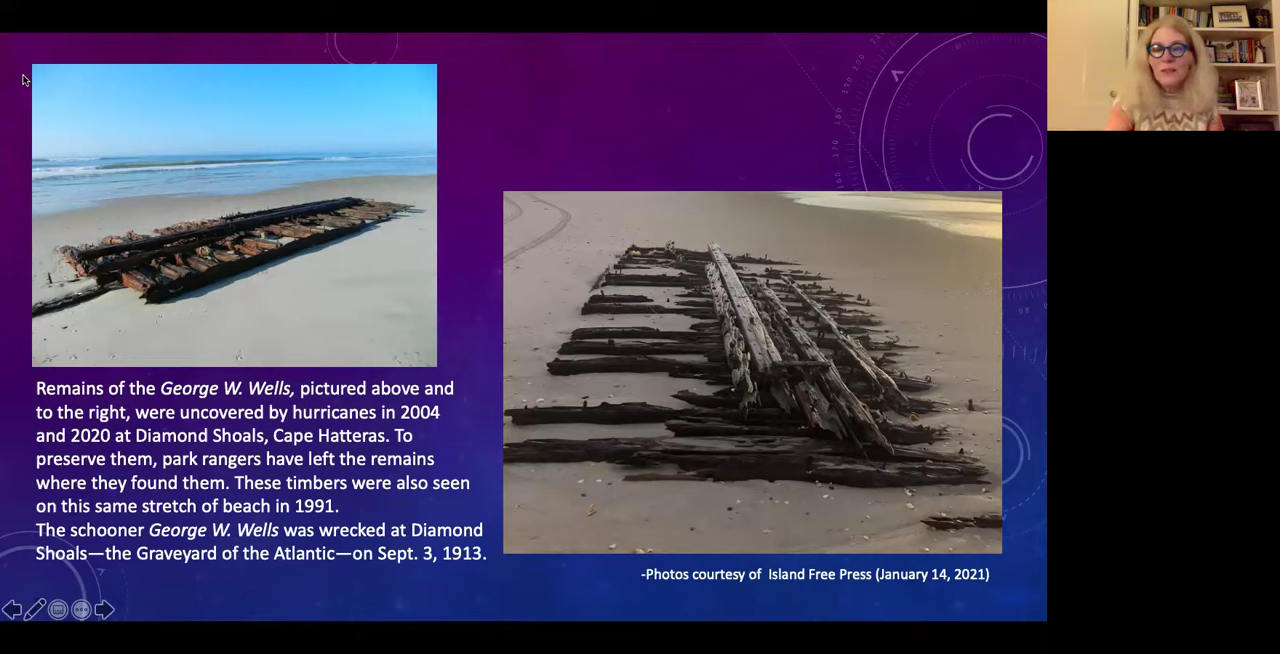 Remains of the George W. Wells, pictured above and
to the right, were uncovered by hurricanes in 2004
and 2020 at Diamond Shoals, Cape Hatteras. To
preserve them, park rangers have left the remains
where they found them. These timbers were also seen
on this same stretch of beach in 1991.
The schooner George W. Wells was wrecked at Diamond
Shoals—the Graveyard of the Atlantic—on Sept. 3, 1913.
-Photos courtesy of Island Free Press (January 14, 2021)